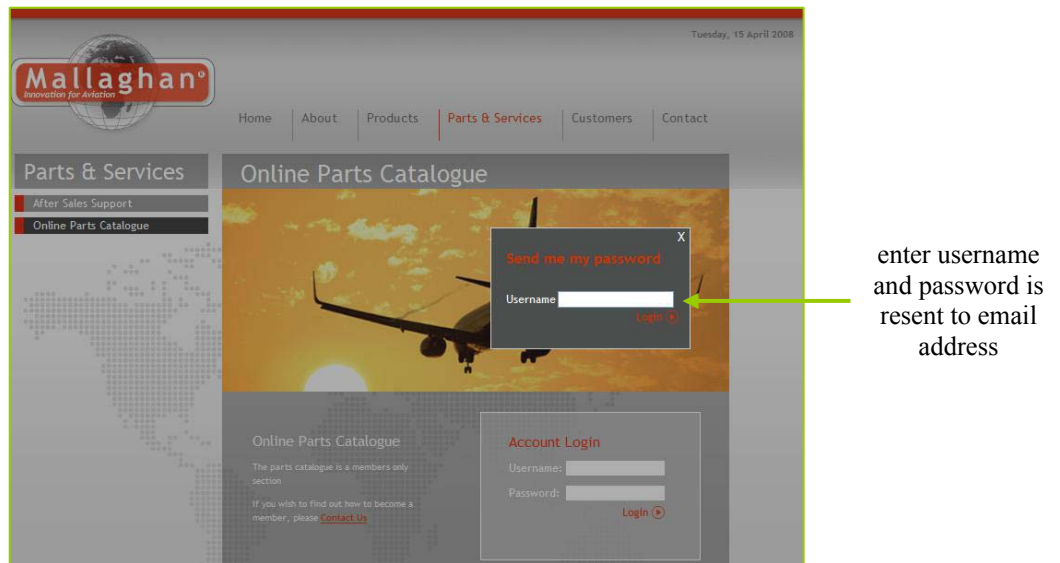 Tuesday, 15 April 2008
Mallaghan®
Innovation for Aviation
Home About Products Parts & Services Customers Contact
Parts & Services
After Sales Support
Online Parts Catalogue
Online Parts Catalogue
X
Send me my password
Username
Login
enter username
and password is
resent to email
address
Online Parts Catalogue
The parts catalogue is a members only
section
If you wish to find out how to become a
member, please Contact Us
Account Login
Username:
Password:
Login